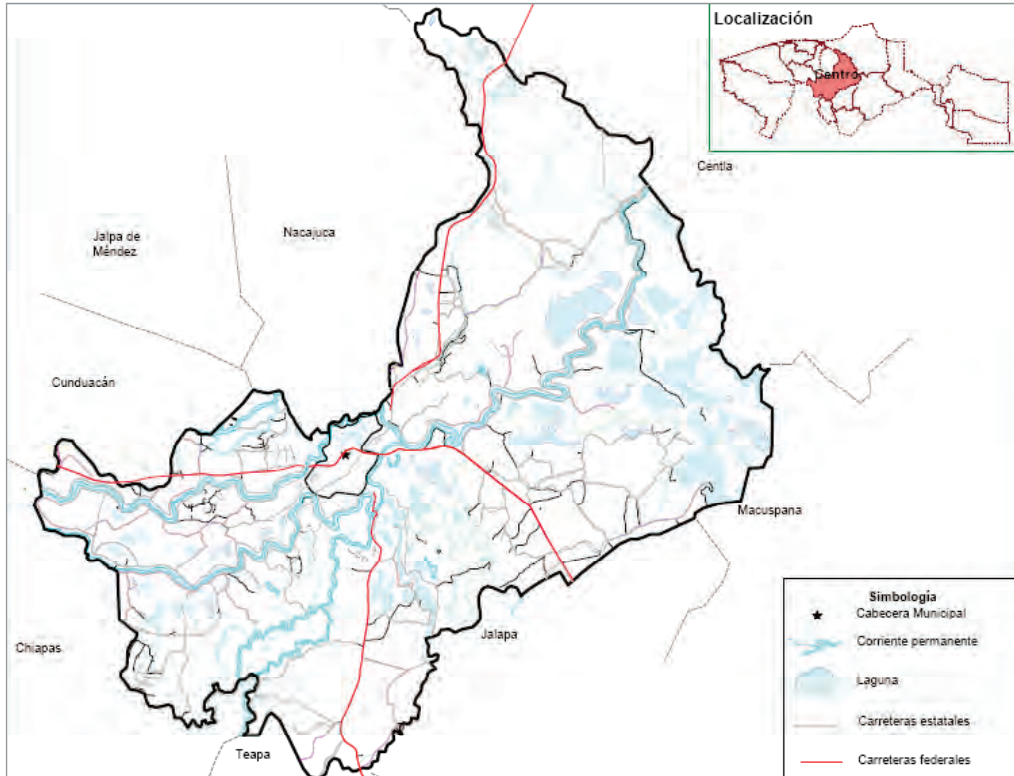 Localización
Centro
Centla
Jalpa de
Méndez
Nacajuca
Cunduacán
Macuspana
Jalapa
Chiapas
Teapa
Simbología
Cabecera Municipal
Corriente permanente
Laguna
Carreteras estatales
Carreteras federales